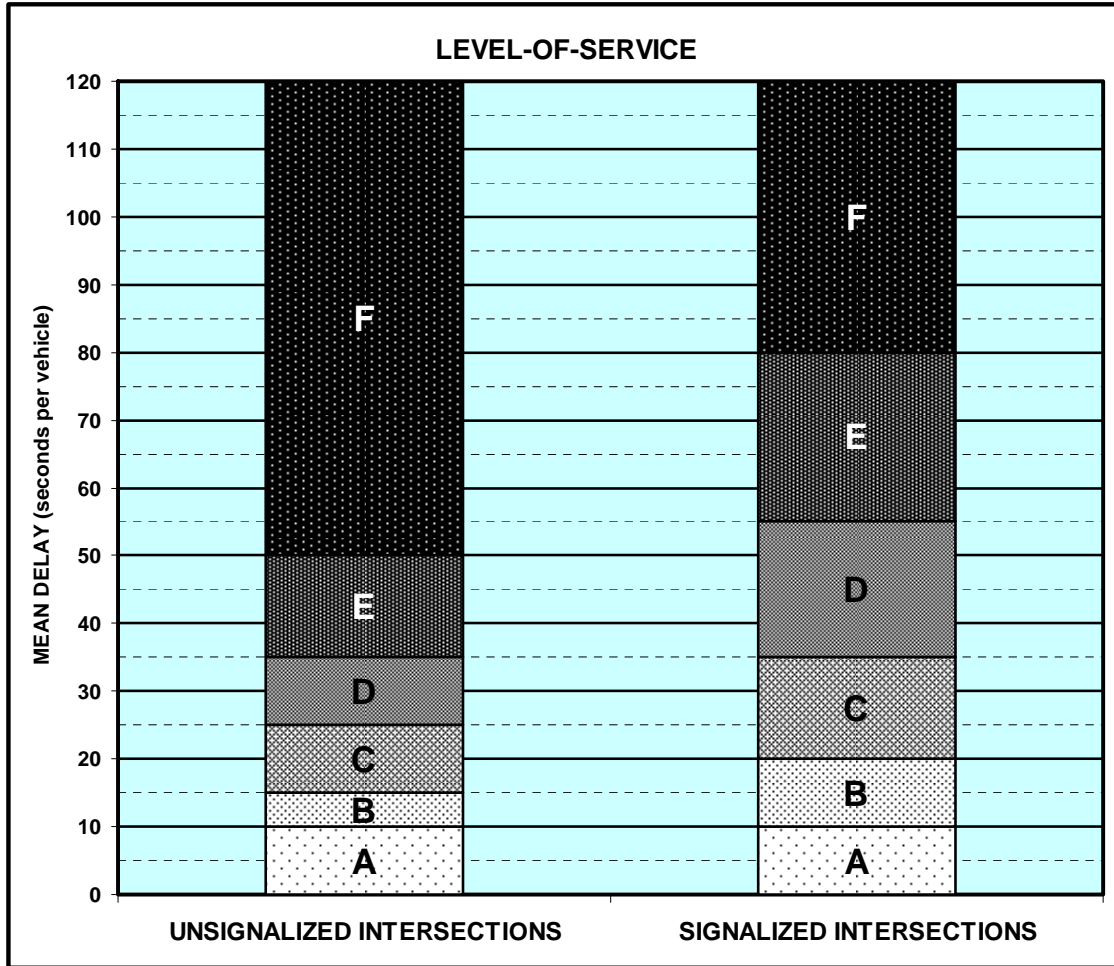 LEVEL-OF-SERVICE
MEAN DELAY (seconds per vehicle)
120
110
100
90
80
70
60
50
40
30
20
10
0
F
E
D
C
B
A
F
E
D
C
B
A
UNSIGNALIZED INTERSECTIONS
SIGNALIZED INTERSECTIONS